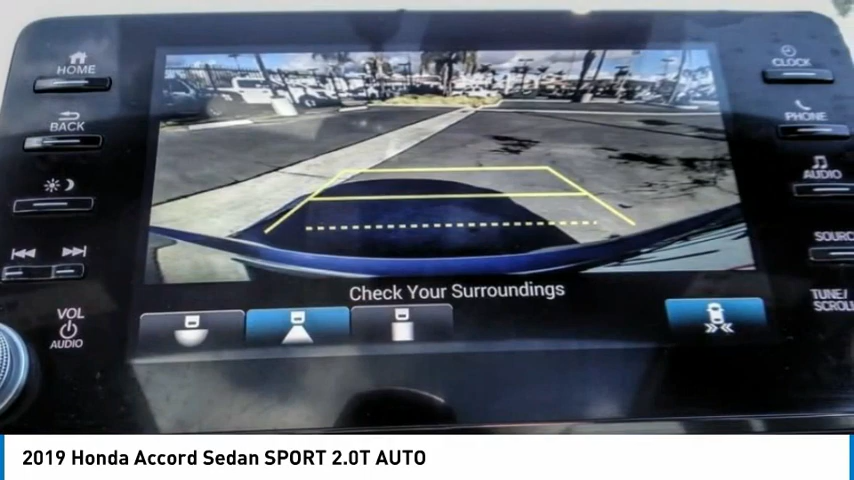 HOME
CLOCK
BACK
PHONE
AUDIO
SOURC
Check Your Surroundings
VOL
AUDIO
TUNE/
SCROLL
2019 Honda Accord Sedan SPORT 2.0T AUTO